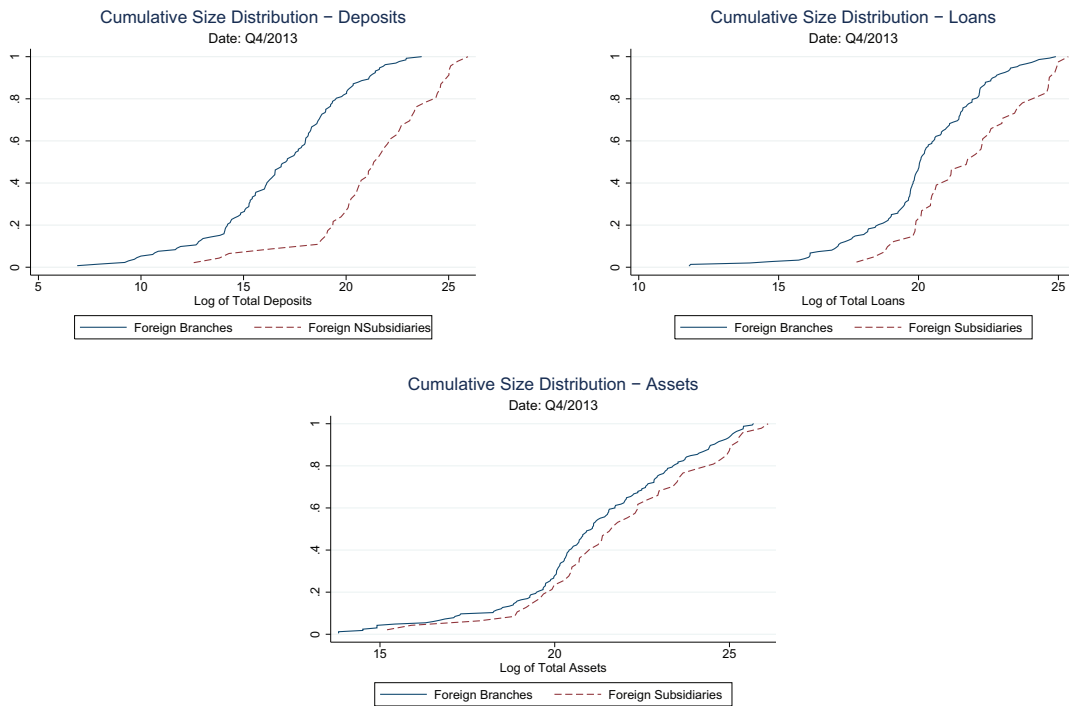 Cumulative Size Distribution − Deposits
Date: Q4/2013
1
.8
.6
.4
.2
0
5 10 15 20 25
Log of Total Deposits
Foreign Branches Foreign NSubsidiaries
Cumulative Size Distribution − Loans
Date: Q4/2013
1
.8
.6
.4
.2
0
10 15 20 25
Log of Total Loans
Foreign Branches Foreign Subsidiaries
Cumulative Size Distribution − Assets
Date: Q4/2013
1
.8
.6
.4
.2
0
15 20 25
Log of Total Assets
Foreign Branches Foreign Subsidiaries